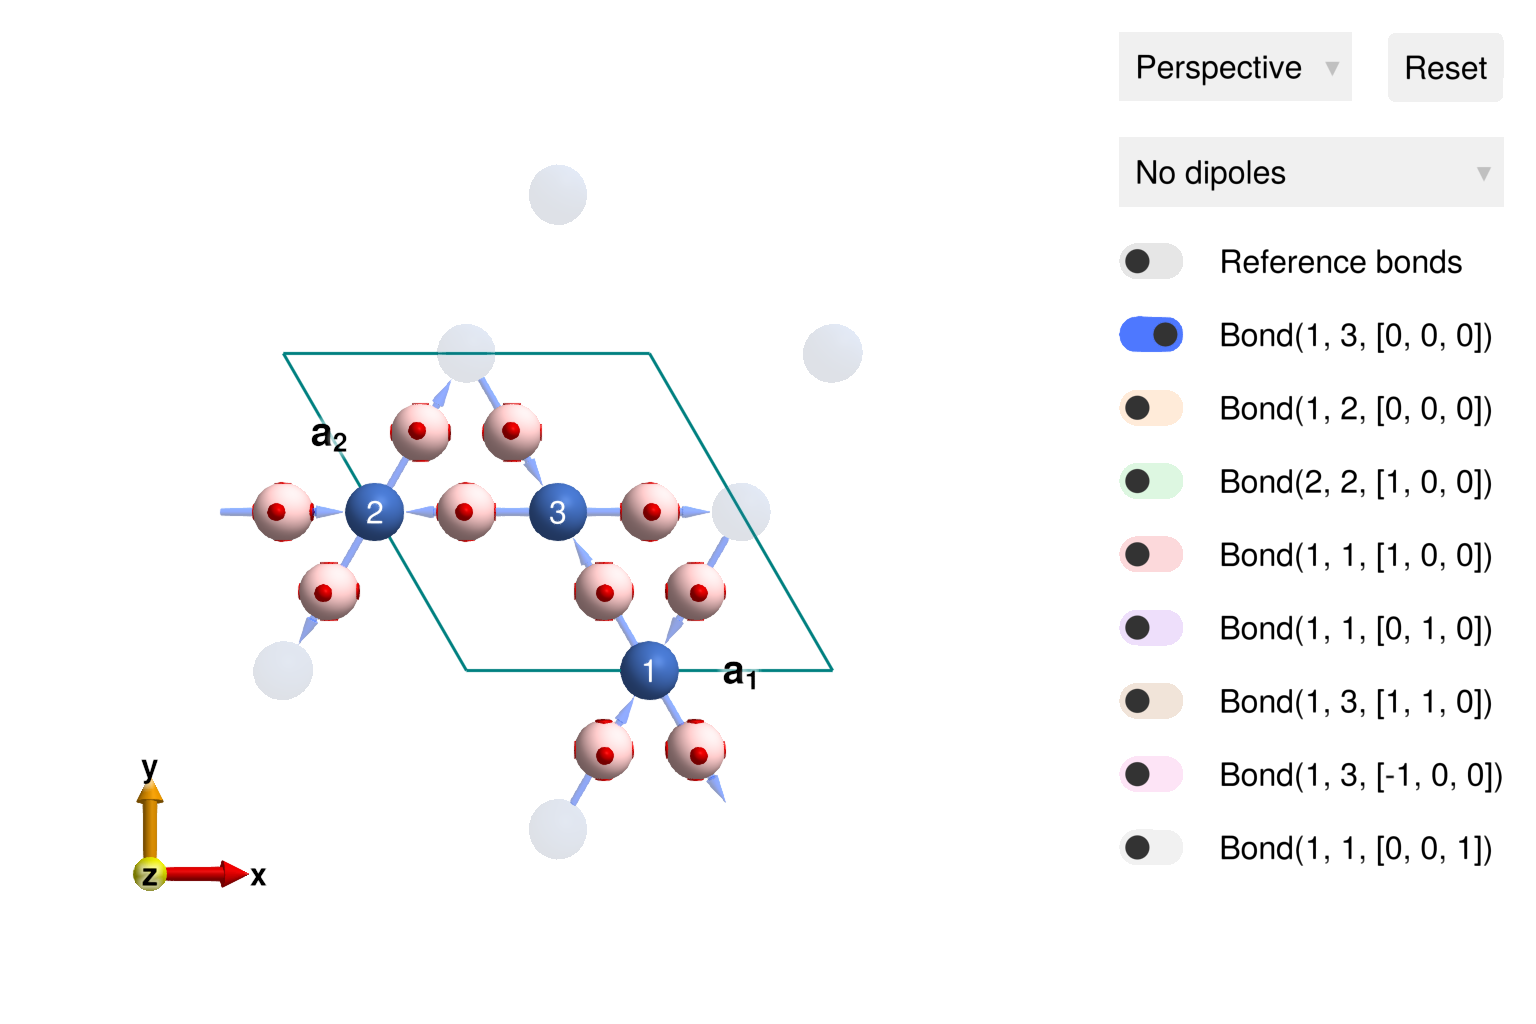 Perspective ▼
Reset
No dipoles ▼
Reference bonds
Bond(1, 3, [0, 0, 0])
Bond(1, 2, [0, 0, 0])
Bond(2, 2, [1, 0, 0])
Bond(1, 1, [1, 0, 0])
Bond(1, 1, [0, 1, 0])
Bond(1, 3, [1, 1, 0])
Bond(1, 3, [-1, 0, 0])
Bond(1, 1, [0, 0, 1])
a₂
2
3
1
a₁
y
z
x